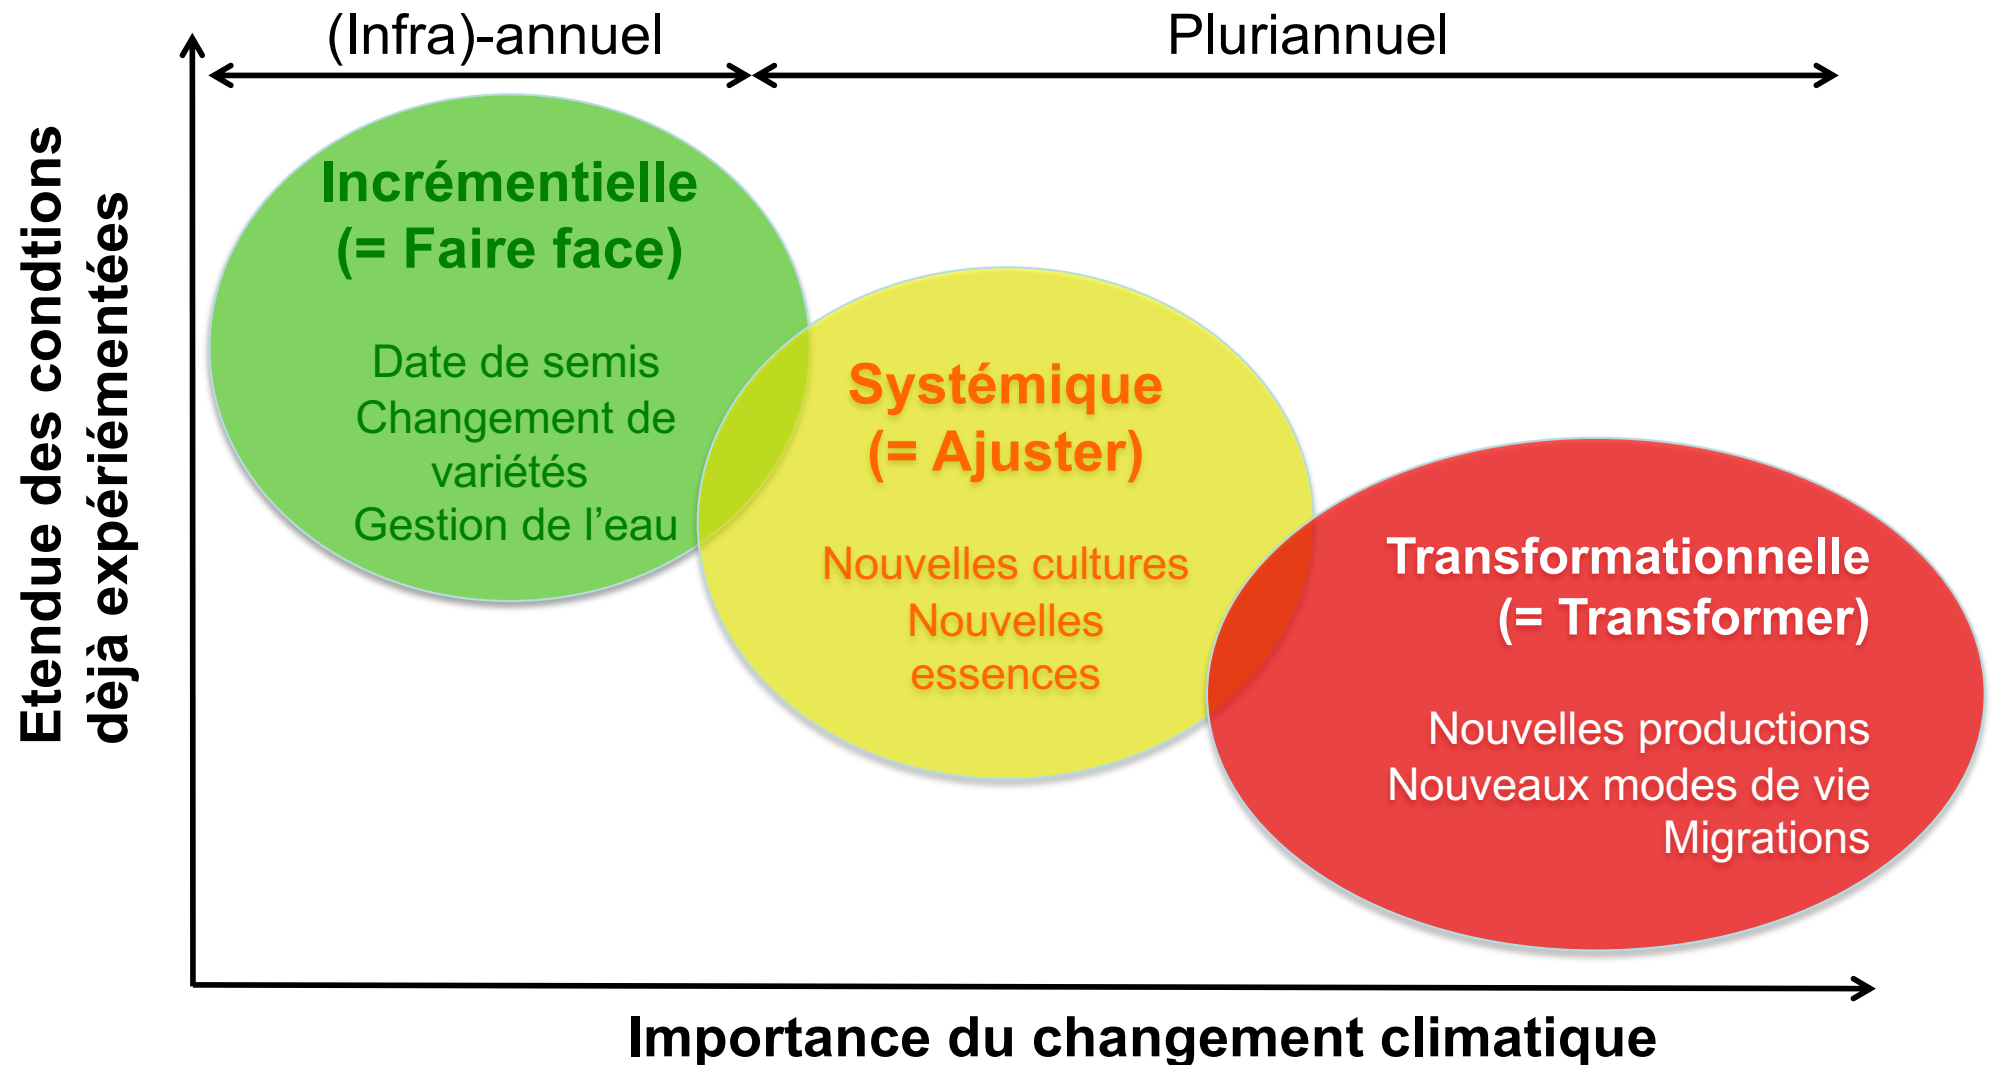 (Infra)-annuel
Pluriannuel
Etendue des condtions
dèjà expériémentées
Incrémentielle
(= Faire face)
Date de semis
Changement de
variétés
Gestion de l’eau
Systémique
(= Ajuster)
Nouvelles cultures
Nouvelles
essences
Transformationnelle
(= Transformer)
Nouvelles productions
Nouveaux modes de vie
Migrations
Importance du changement climatique